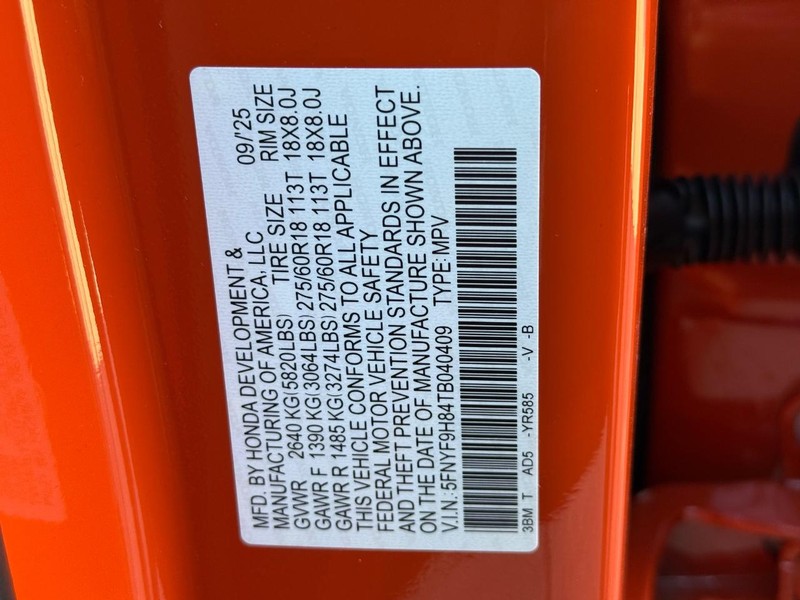 MFD. BY HONDA DEVELOPMENT &
MANUFACTURING OF AMERICA, LLC 09/'25
GVWR 2640 KG(5820LBS) TIRE SIZE RIM SIZE
GAWR F 1390 KG(3064LBS) 275/60R18 113T 18X8.0J
GAWR R 1485 KG(3274LBS) 275/60R18 113T 18X8.0J
THIS VEHICLE CONFORMS TO ALL APPLICABLE
FEDERAL MOTOR VEHICLE SAFETY
AND THEFT PREVENTION STANDARDS IN EFFECT
ON THE DATE OF MANUFACTURE SHOWN ABOVE.
V.I.N.:5FNYF9H84TB040409 TYPE:MPV
3BM T AD5 -YR585 -V -B